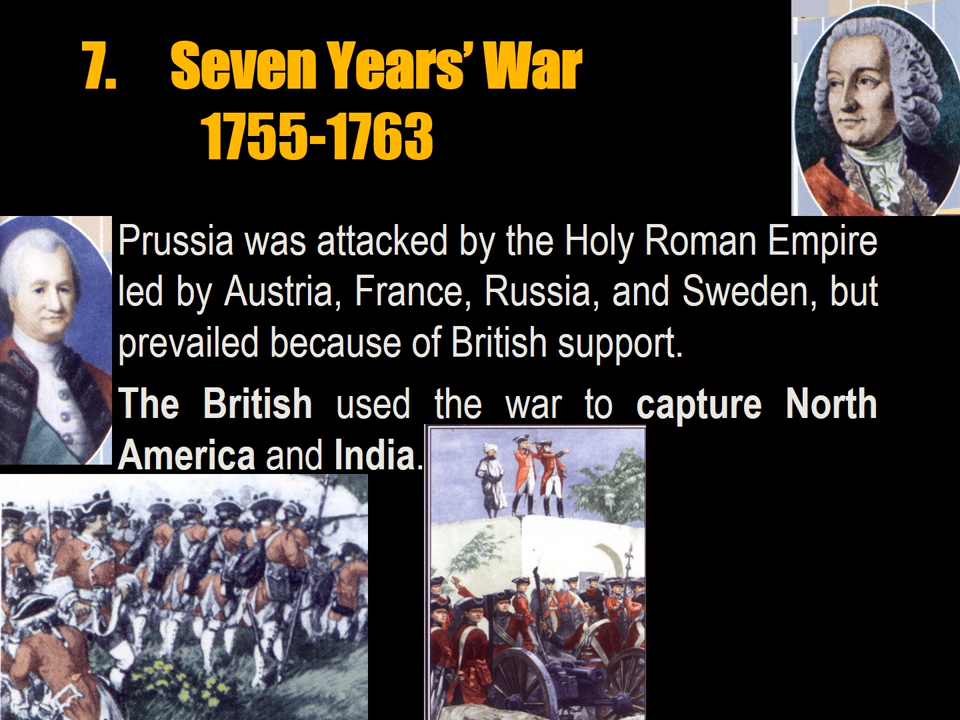 7. Seven Years’ War
1755-1763
Prussia was attacked by the Holy Roman Empire
led by Austria, France, Russia, and Sweden, but
prevailed because of British support.
The British used the war to capture North
America and India.